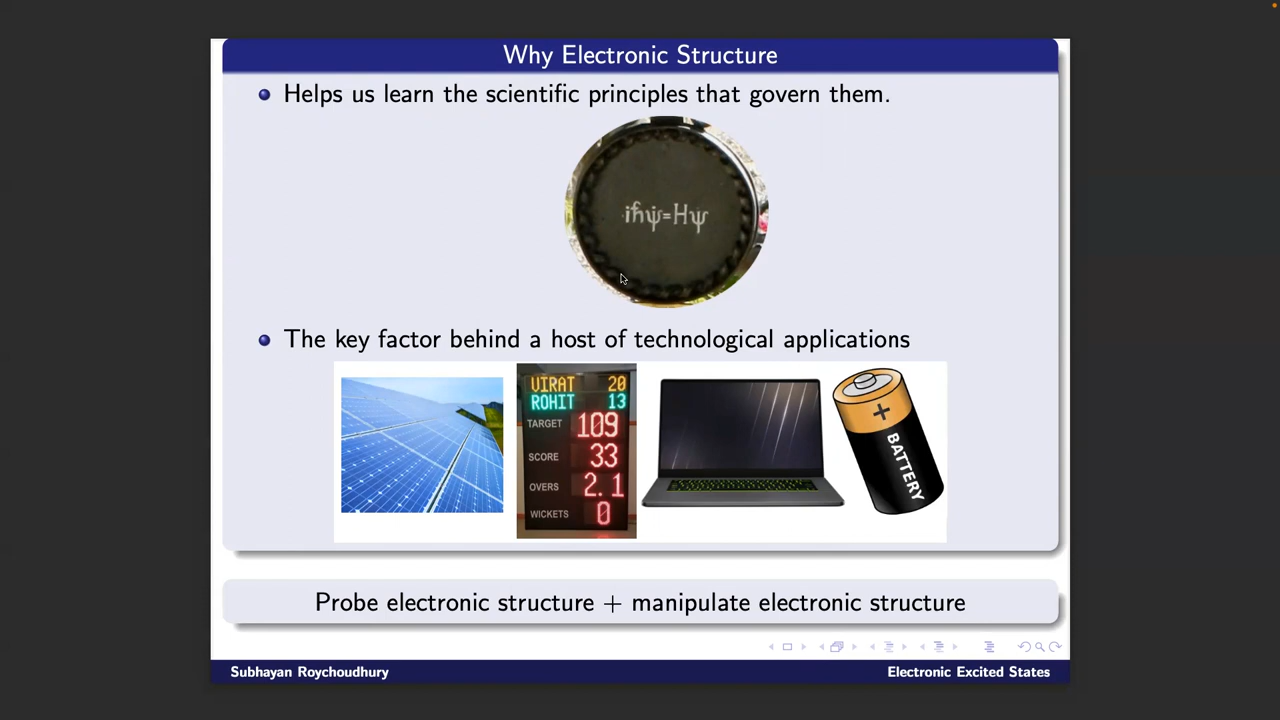 Why Electronic Structure
Helps us learn the scientific principles that govern them.
iħψ̇=Hψ
The key factor behind a host of technological applications
VIRAT 20
ROHIT 13
TARGET 109
SCORE 33
OVERS 2.1
WICKETS 0
+
BATTERY
Probe electronic structure + manipulate electronic structure
Subhayan Roychoudhury
Electronic Excited States